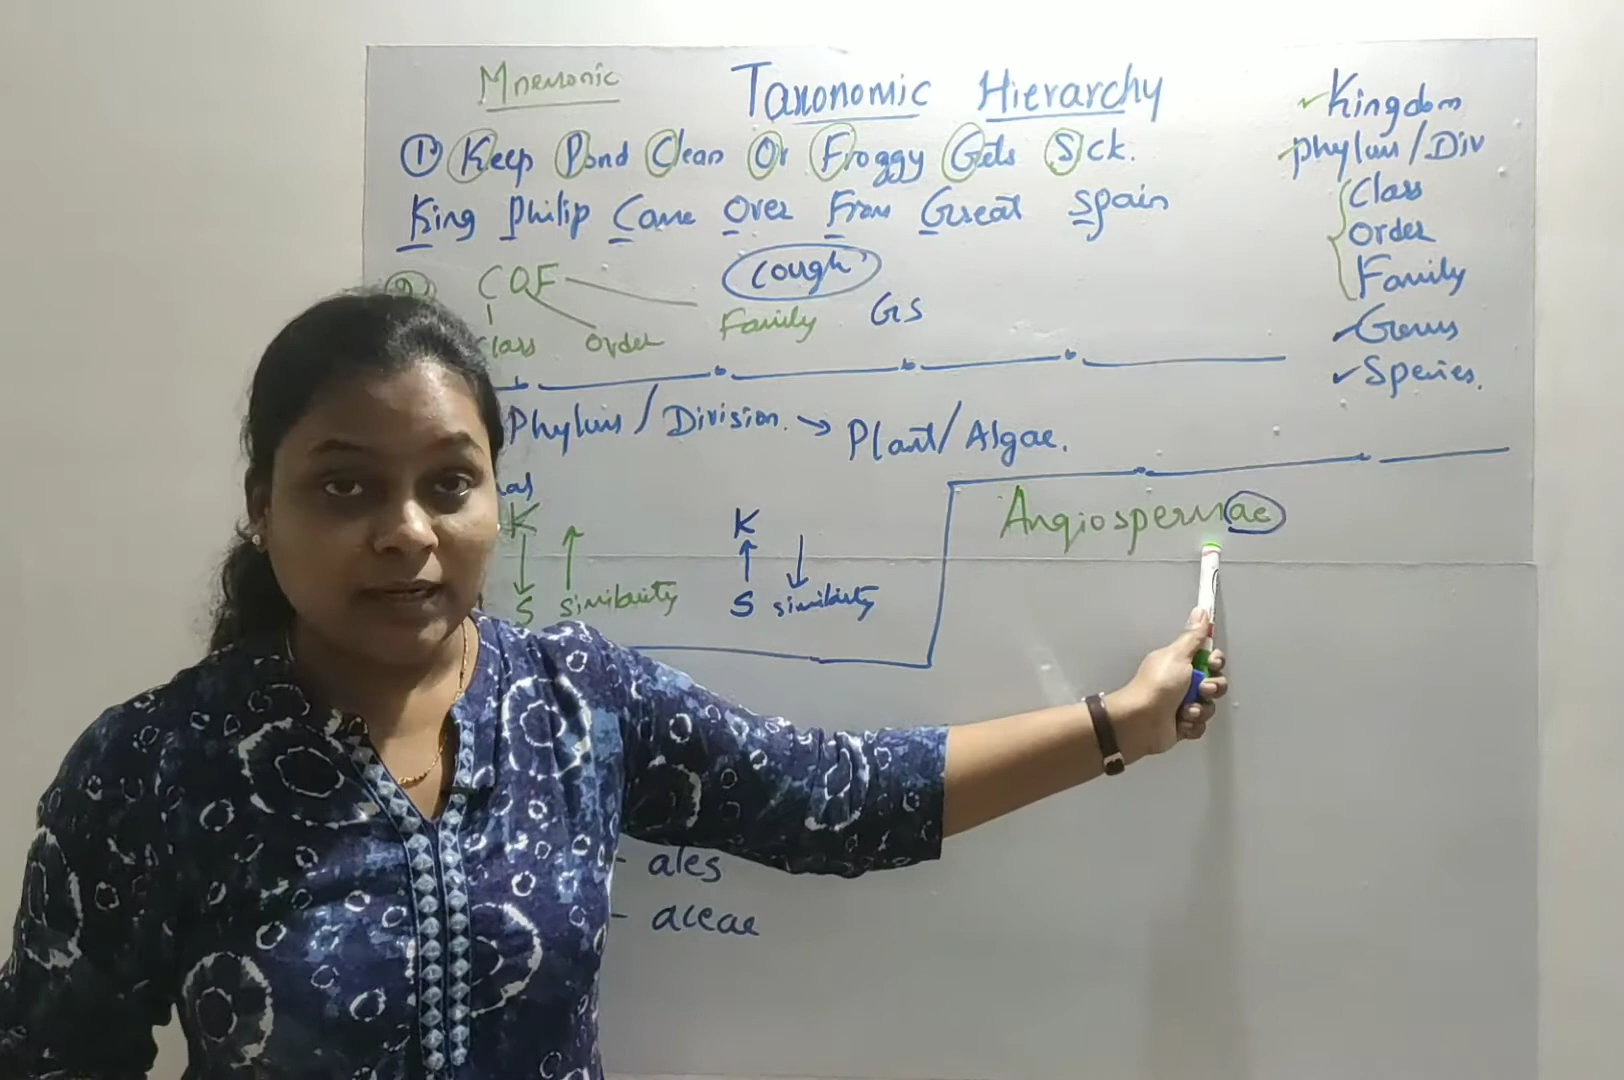 Mnemonic
Taxonomic Hierarchy
① Keep Pond Clean Or Froggy Gets Sick.
King Philip Came Over From Great Spain
COF
Cough
Class Order Family GS
Kingdom
Phylum/Div
Class
Order
Family
Genus
Species.
Phylum/Division. → Plant/Algae.
K
S similarity
K
S similarity
Angiospermae
- ales
- aceae